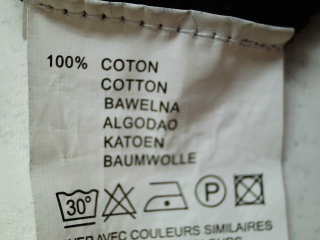 100% COTON
COTTON
BAWELNA
ALGODAO
KATOEN
BAUMWOLLE
30° P
AVEC COULEURS SIMILAIRES